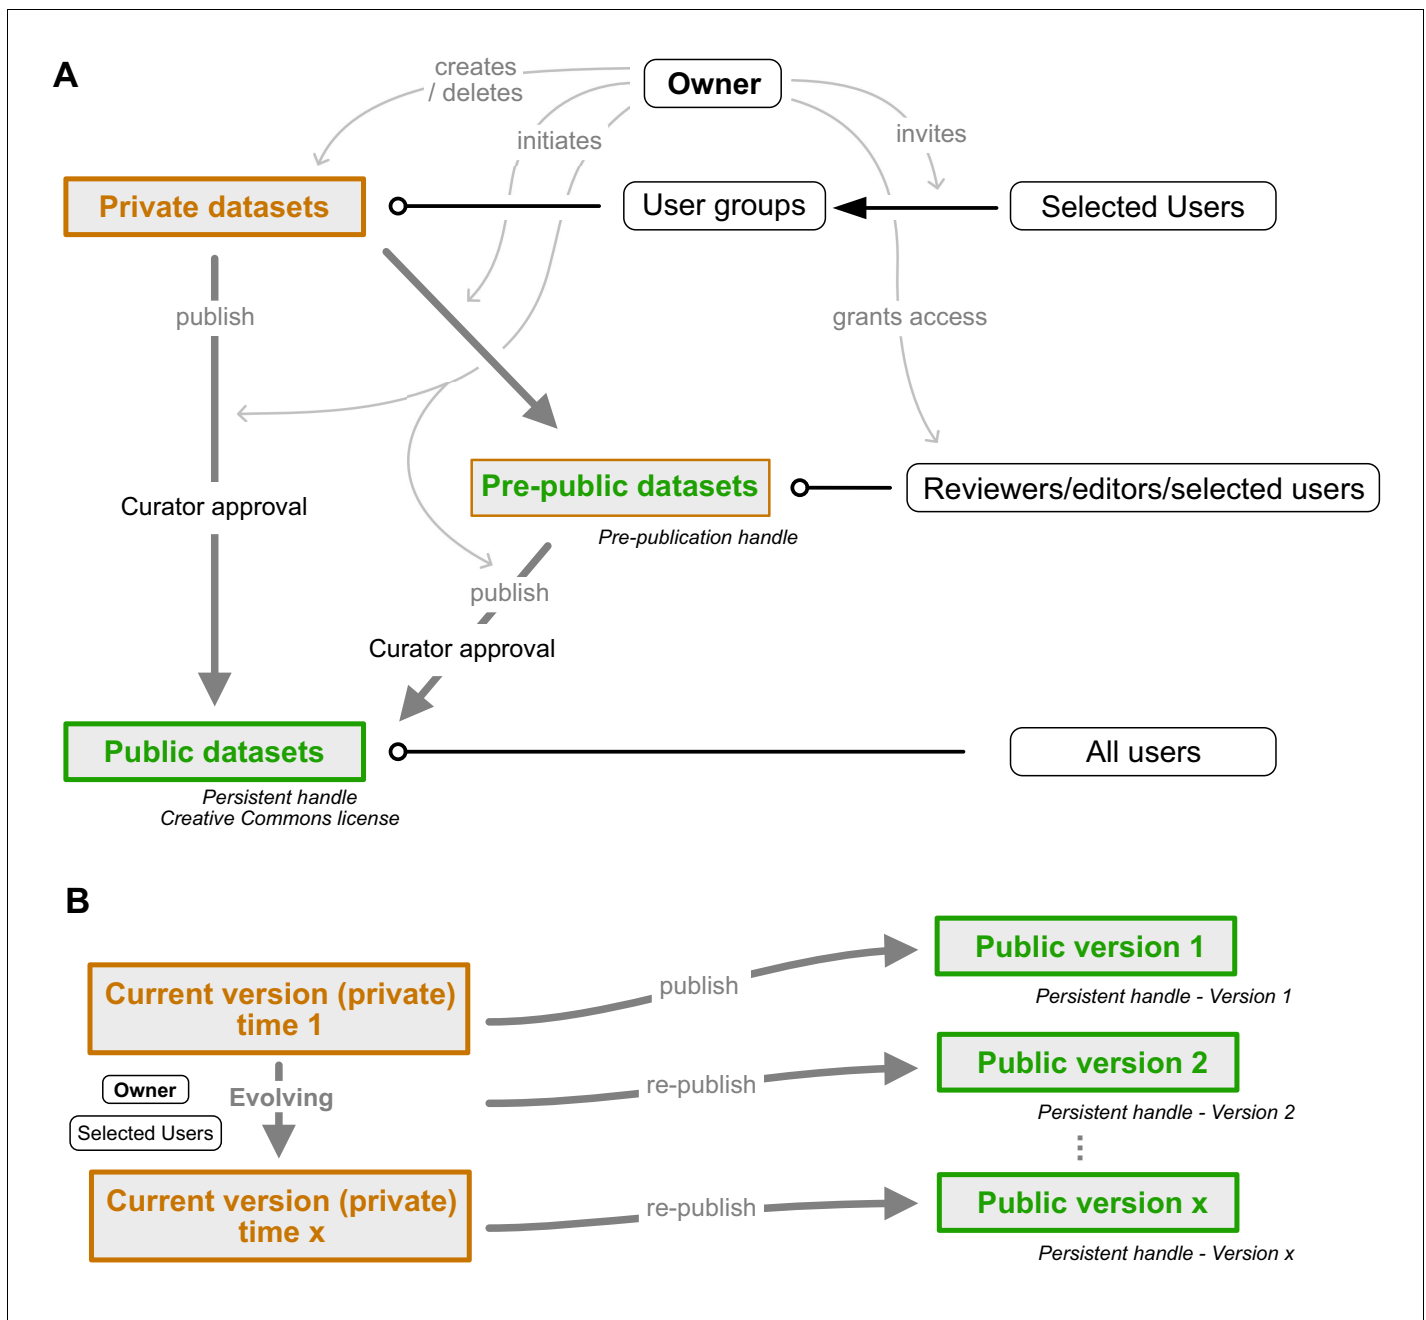 A
creates
/ deletes
Owner
initiates
invites
Private datasets
User groups
Selected Users
publish
grants access
Pre-public datasets
Reviewers/editors/selected users
Curator approval
Pre-publication handle
publish
Curator approval
Public datasets
All users
Persistent handle
Creative Commons license
B
Public version 1
Current version (private)
time 1
publish
Persistent handle - Version 1
Public version 2
Owner
Evolving
re-publish
Persistent handle - Version 2
Selected Users
Current version (private)
time x
re-publish
Public version x
Persistent handle - Version x